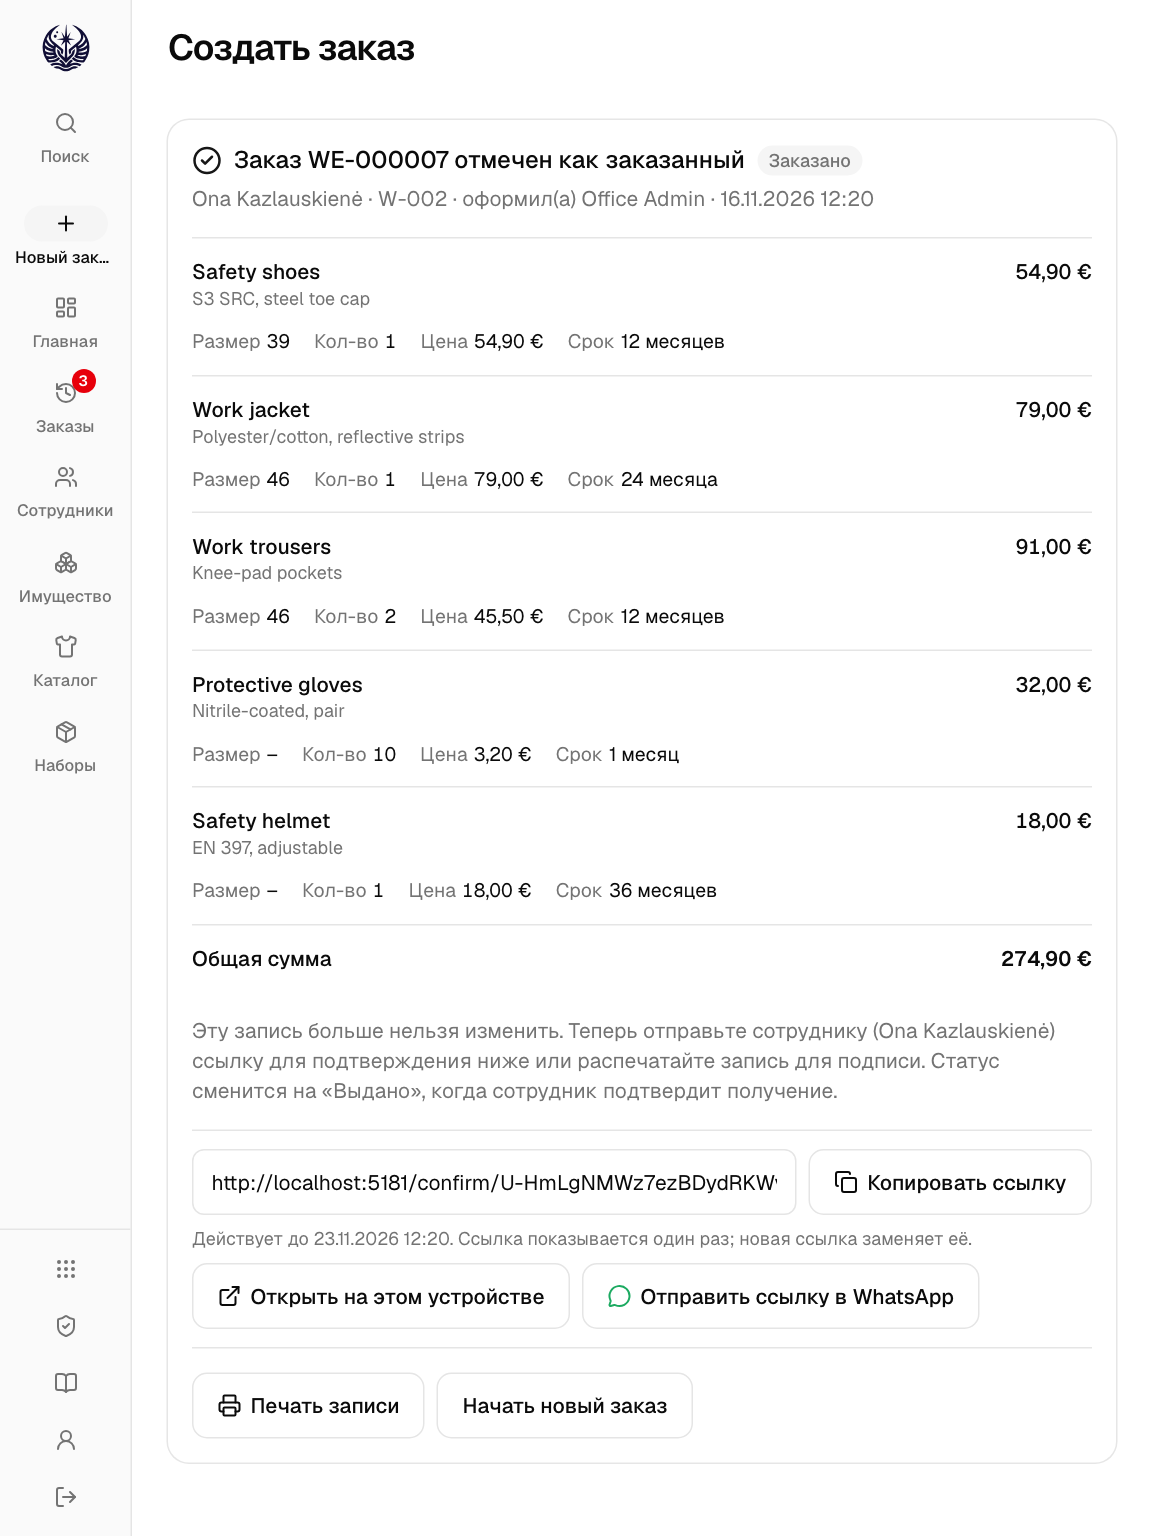 Создать заказ
Поиск
Новый зак...
Главная
3
Заказы
Сотрудники
Имущество
Каталог
Наборы
Заказ WE-000007 отмечен как заказанный Заказано
Ona Kazlauskienė · W-002 · оформил(а) Office Admin · 16.11.2026 12:20
Safety shoes 54,90 €
S3 SRC, steel toe cap
Размер 39 Кол-во 1 Цена 54,90 € Срок 12 месяцев
Work jacket 79,00 €
Polyester/cotton, reflective strips
Размер 46 Кол-во 1 Цена 79,00 € Срок 24 месяца
Work trousers 91,00 €
Knee-pad pockets
Размер 46 Кол-во 2 Цена 45,50 € Срок 12 месяцев
Protective gloves 32,00 €
Nitrile-coated, pair
Размер – Кол-во 10 Цена 3,20 € Срок 1 месяц
Safety helmet 18,00 €
EN 397, adjustable
Размер – Кол-во 1 Цена 18,00 € Срок 36 месяцев
Общая сумма 274,90 €
Эту запись больше нельзя изменить. Теперь отправьте сотруднику (Ona Kazlauskienė)
ссылку для подтверждения ниже или распечатайте запись для подписи. Статус
сменится на «Выдано», когда сотрудник подтвердит получение.
http://localhost:5181/confirm/U-HmLgNMWz7ezBDydRKW Копировать ссылку
Действует до 23.11.2026 12:20. Ссылка показывается один раз; новая ссылка заменяет её.
Открыть на этом устройстве Отправить ссылку в WhatsApp
Печать записи Начать новый заказ